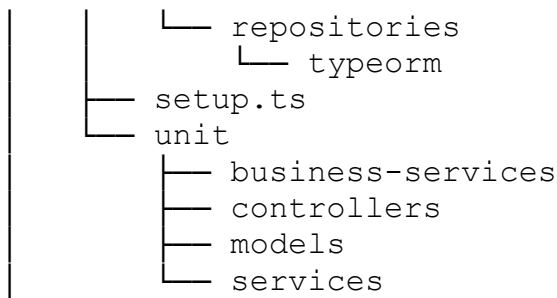 │   │   └── repositories
│   │       └── typeorm
│   ├── setup.ts
│   └── unit
│       ├── business-services
│       ├── controllers
│       ├── models
│       └── services